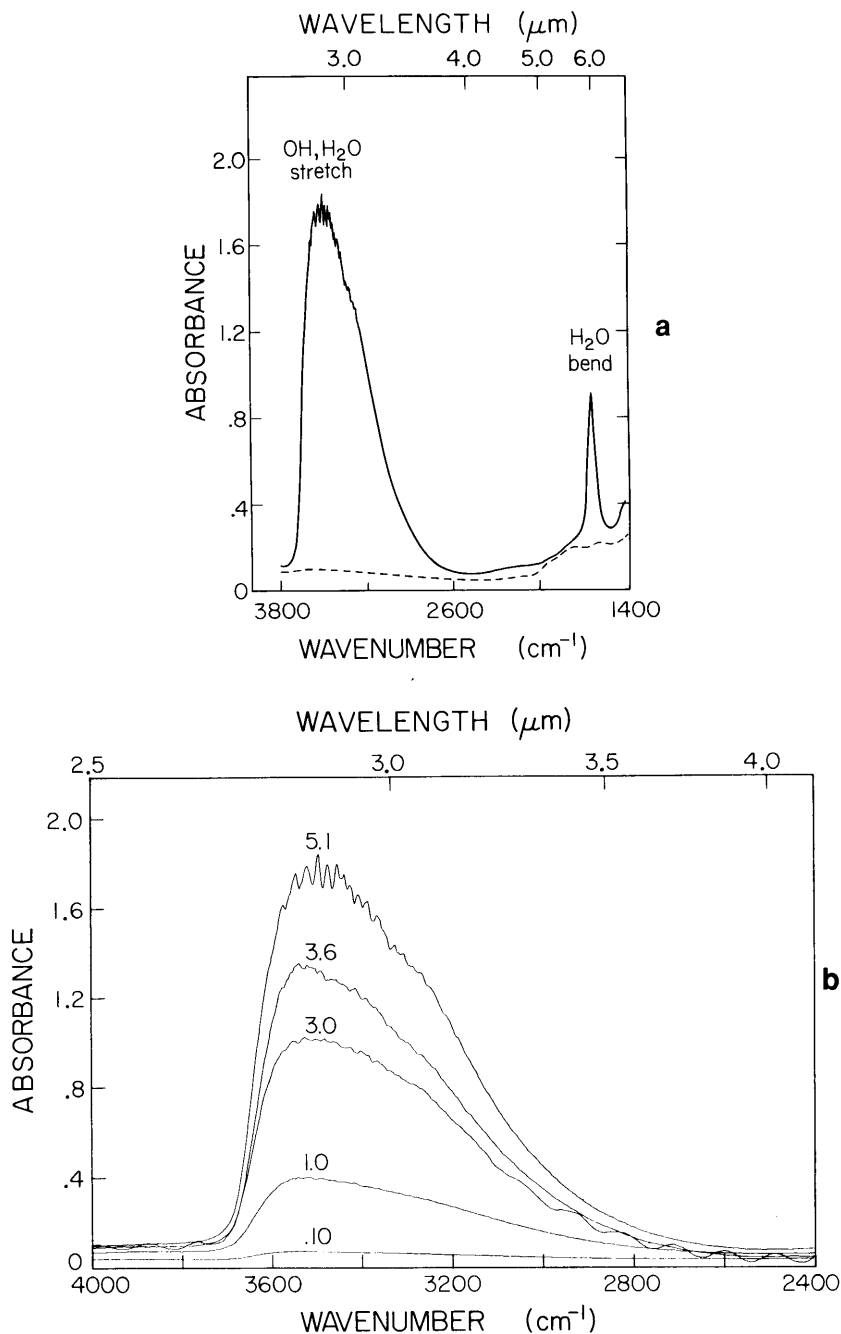 WAVELENGTH (μm)
3.0 4.0 5.0 6.0
OH, H₂O
stretch
2.0
1.6
1.2
.8
.4
0
ABSORBANCE
H₂O
bend
a
3800 2600 1400
WAVENUMBER (cm⁻¹)
WAVELENGTH (μm)
2.5 3.0 3.5 4.0
2.0
1.6
1.2
.8
.4
0
ABSORBANCE
5.1
3.6
3.0
1.0
.10
b
4000 3600 3200 2800 2400
WAVENUMBER (cm⁻¹)